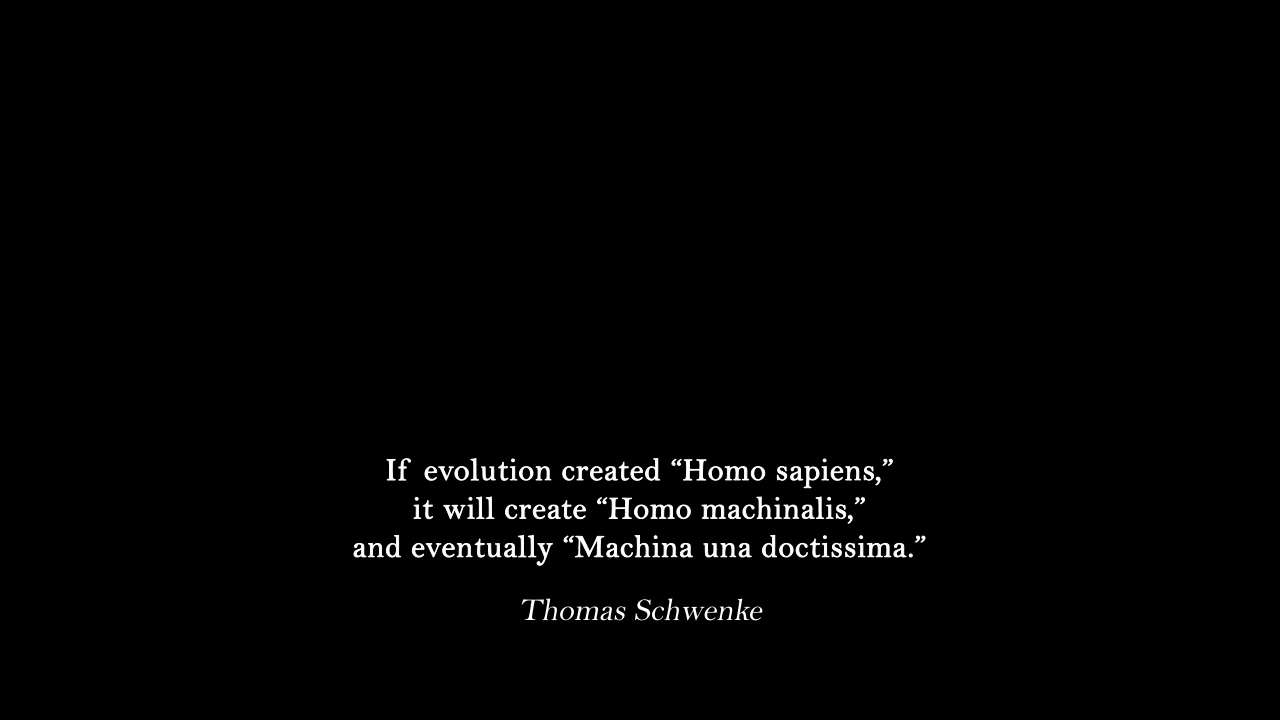 If evolution created “Homo sapiens,”
it will create “Homo machinalis,”
and eventually “Machina una doctissima.”
Thomas Schwenke